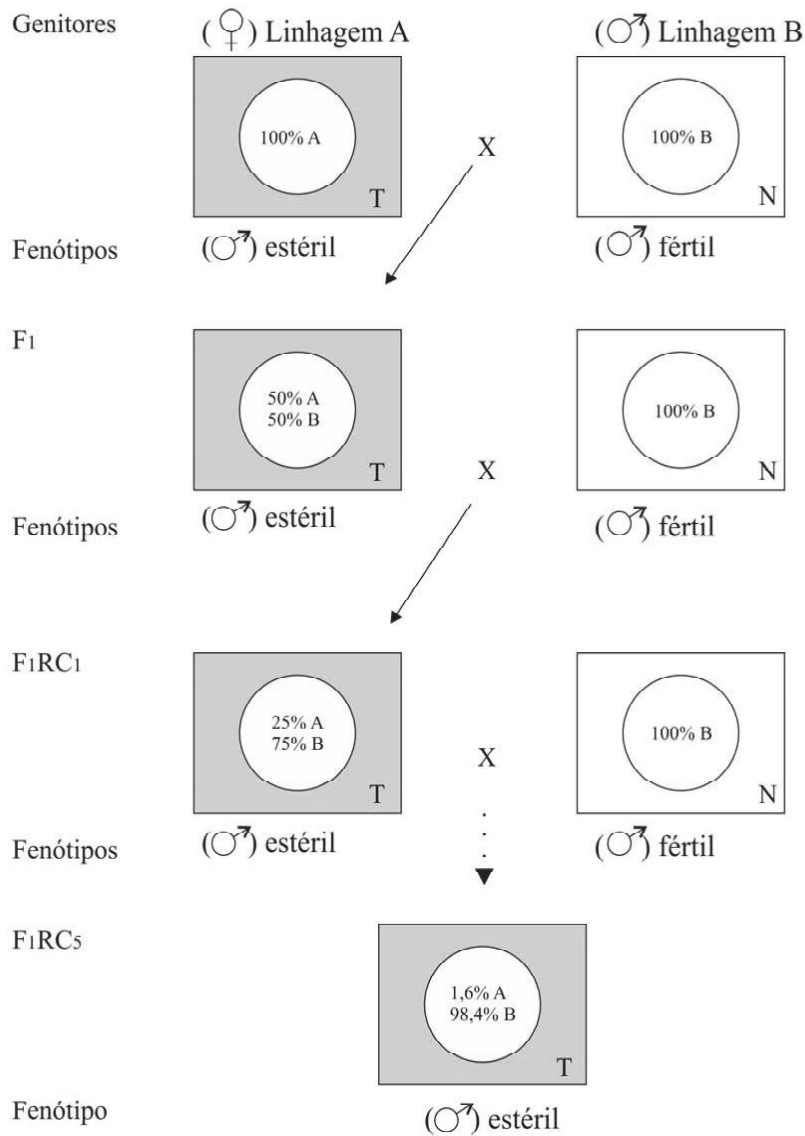 Genitores (♀) Linhagem A (♂) Linhagem B
100% A
T
X
100% B
N
Fenótipos (♂) estéril (♂) fértil
F1
50% A
50% B
T
X
100% B
N
Fenótipos (♂) estéril (♂) fértil
F1RC1
25% A
75% B
T
X
100% B
N
Fenótipos (♂) estéril (♂) fértil
F1RC5
1,6% A
98,4% B
T
Fenótipo (♂) estéril